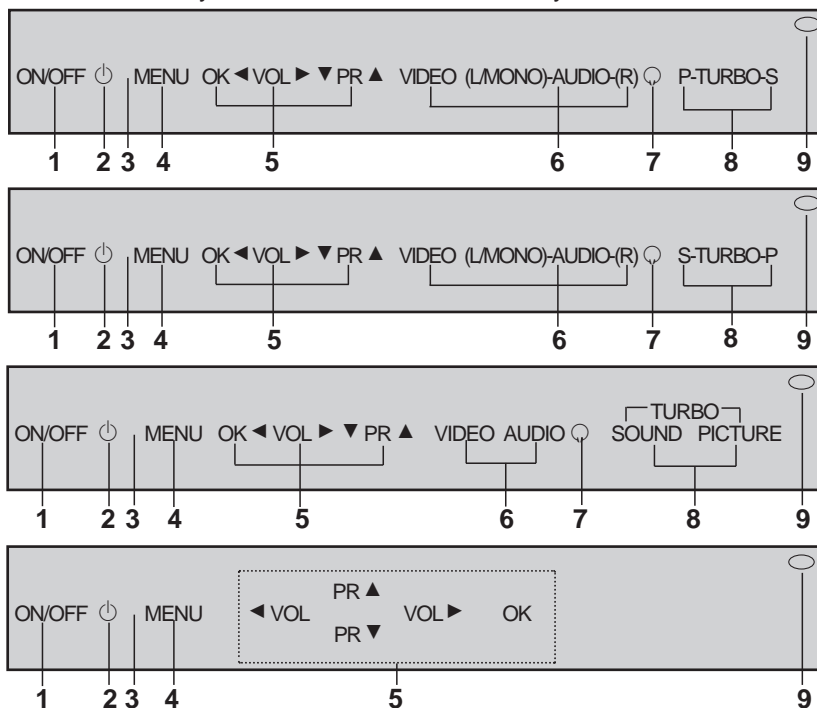 ON/OFF MENU OK ◄ VOL ► ▼ PR ▲ VIDEO (L/MONO)-AUDIO-(R) P-TURBO-S
1 2 3 4 5 6 7 8 9
ON/OFF MENU OK ◄ VOL ► ▼ PR ▲ VIDEO (L/MONO)-AUDIO-(R) S-TURBO-P
1 2 3 4 5 6 7 8 9
TURBO
ON/OFF MENU OK ◄ VOL ► ▼ PR ▲ VIDEO AUDIO SOUND PICTURE
1 2 3 4 5 6 7 8 9
PR ▲
ON/OFF MENU ◄ VOL VOL ► OK
PR ▼
1 2 3 4 5 9